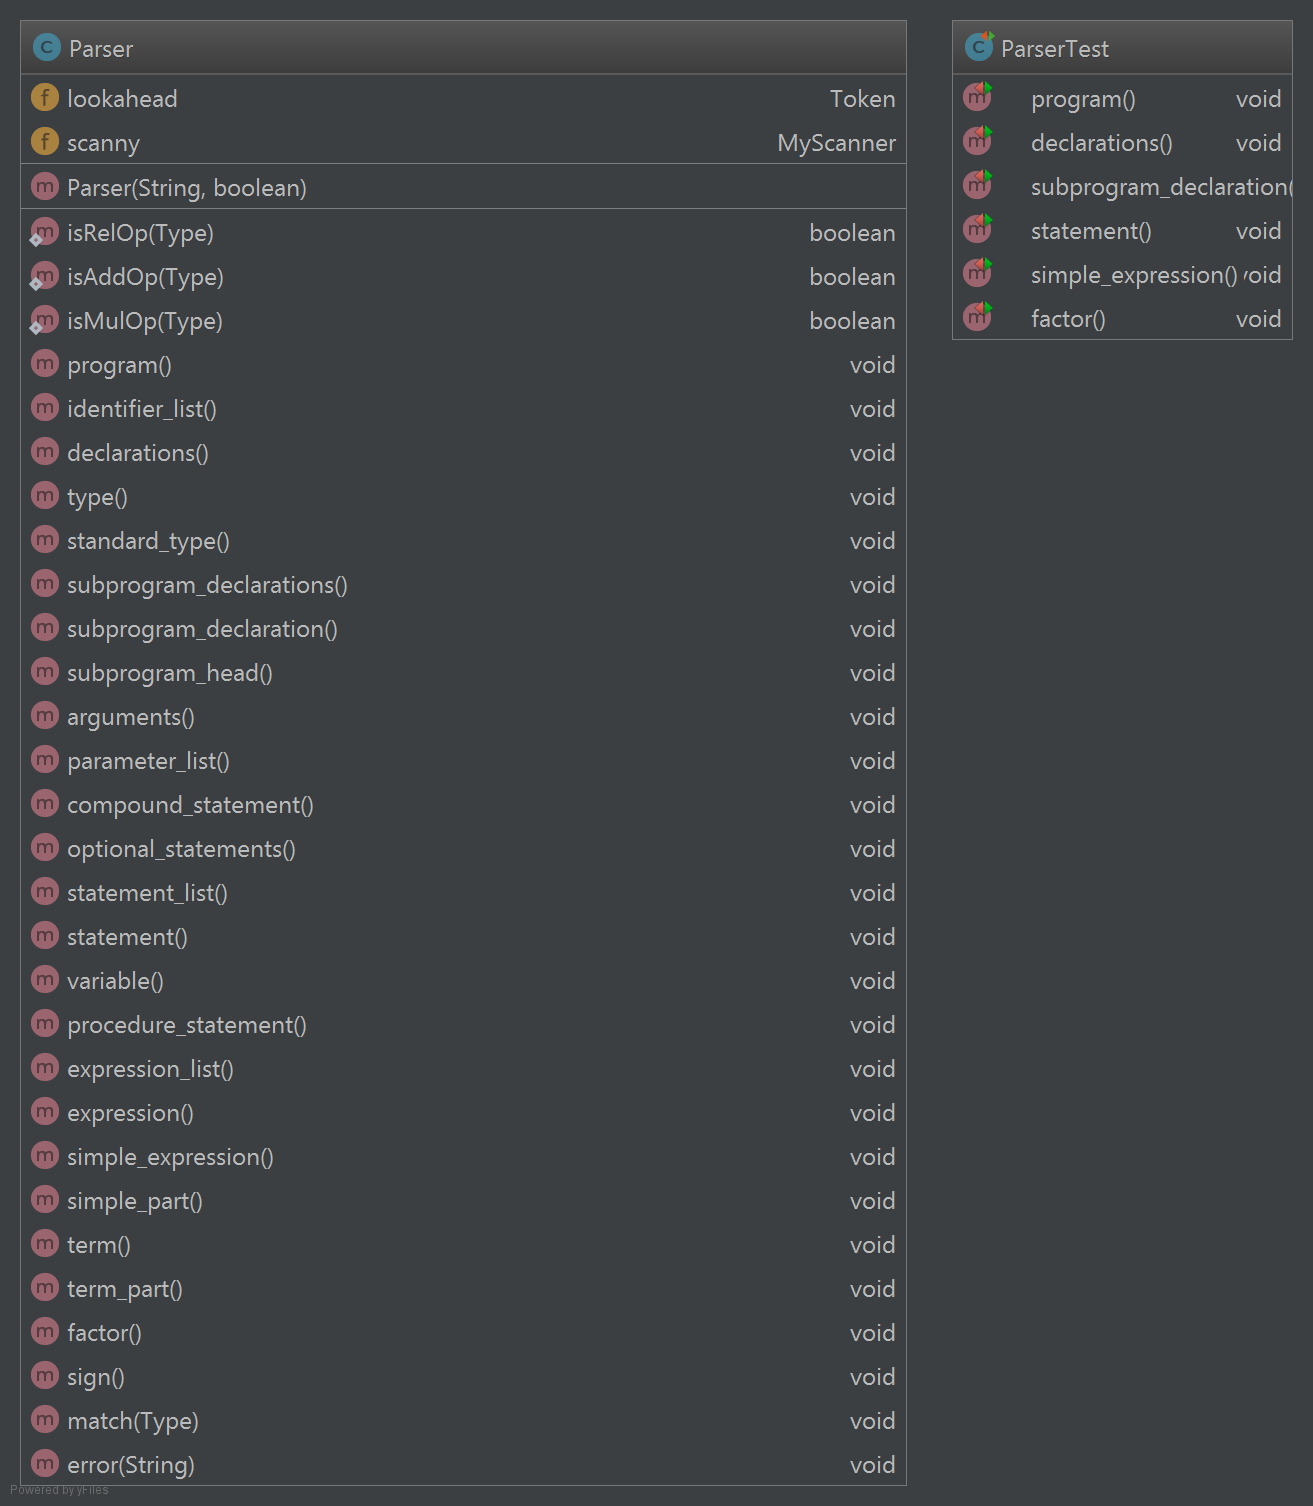 Parser
lookahead Token
scanny MyScanner
Parser(String, boolean)
isRelOp(Type) boolean
isAddOp(Type) boolean
isMulOp(Type) boolean
program() void
identifier_list() void
declarations() void
type() void
standard_type() void
subprogram_declarations() void
subprogram_declaration() void
subprogram_head() void
arguments() void
parameter_list() void
compound_statement() void
optional_statements() void
statement_list() void
statement() void
variable() void
procedure_statement() void
expression_list() void
expression() void
simple_expression() void
simple_part() void
term() void
term_part() void
factor() void
sign() void
match(Type) void
error(String) void
ParserTest
program() void
declarations() void
subprogram_declaration(
statement() void
simple_expression() void
factor() void
Powered by yFiles